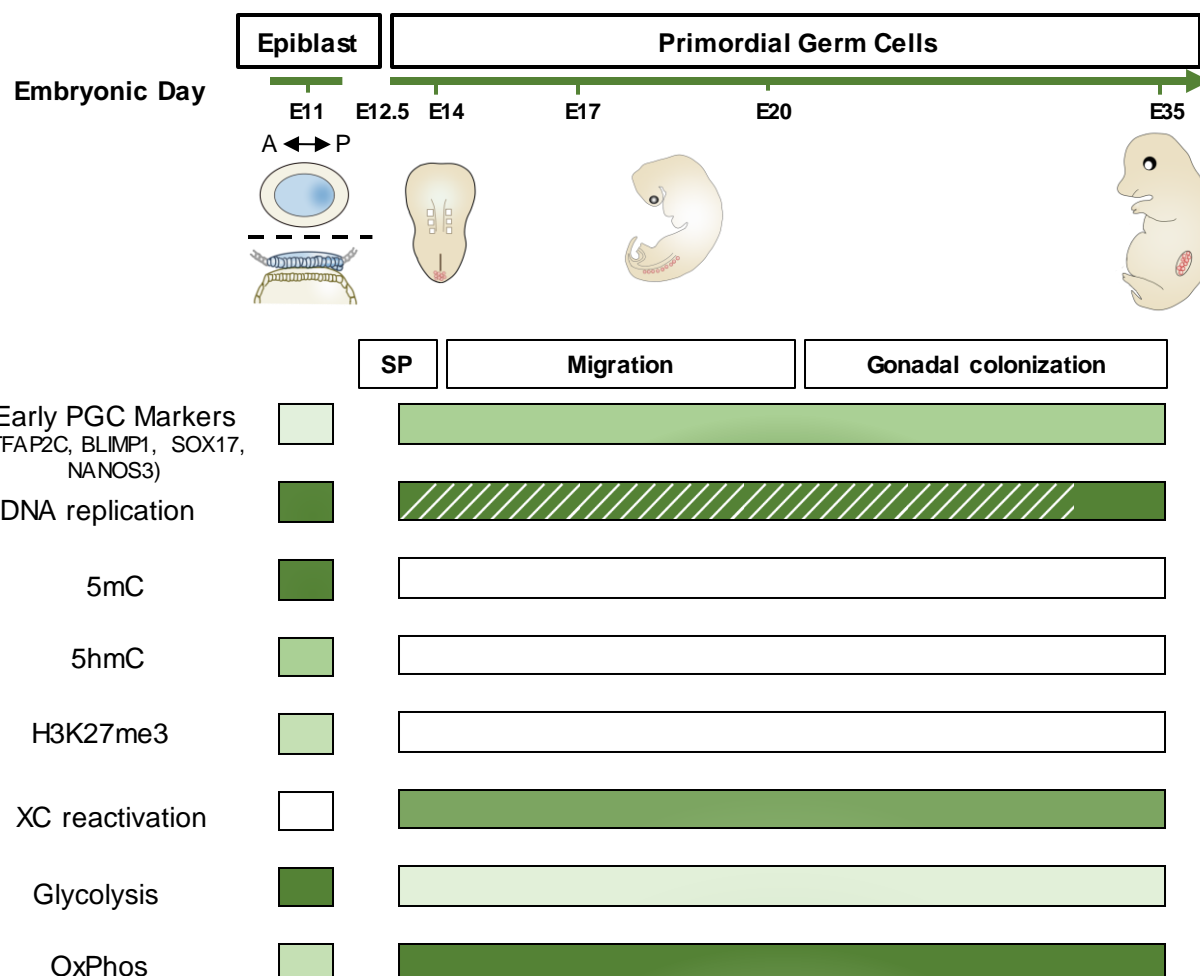 Epiblast
Primordial Germ Cells
Embryonic Day
E11
E12.5
E14
E17
E20
E35
A
P
SP
Migration
Gonadal colonization
Early PGC Markers
TFAP2C, BLIMP1, SOX17,
NANOS3)
DNA replication
5mC
5hmC
H3K27me3
XC reactivation
Glycolysis
OxPhos